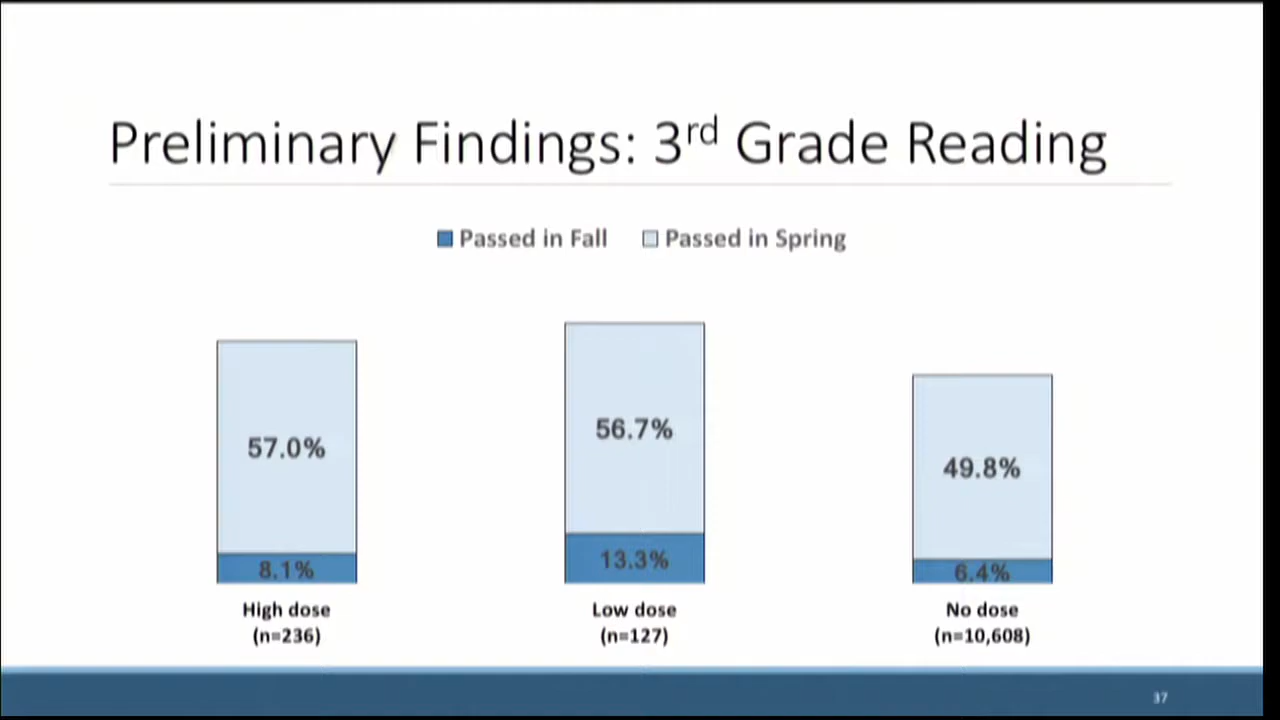 Preliminary Findings: 3rd Grade Reading
Passed in Fall Passed in Spring
57.0% 56.7% 49.8%
8.1% 13.3% 6.4%
High dose Low dose No dose
(n=236) (n=127) (n=10,608)
37